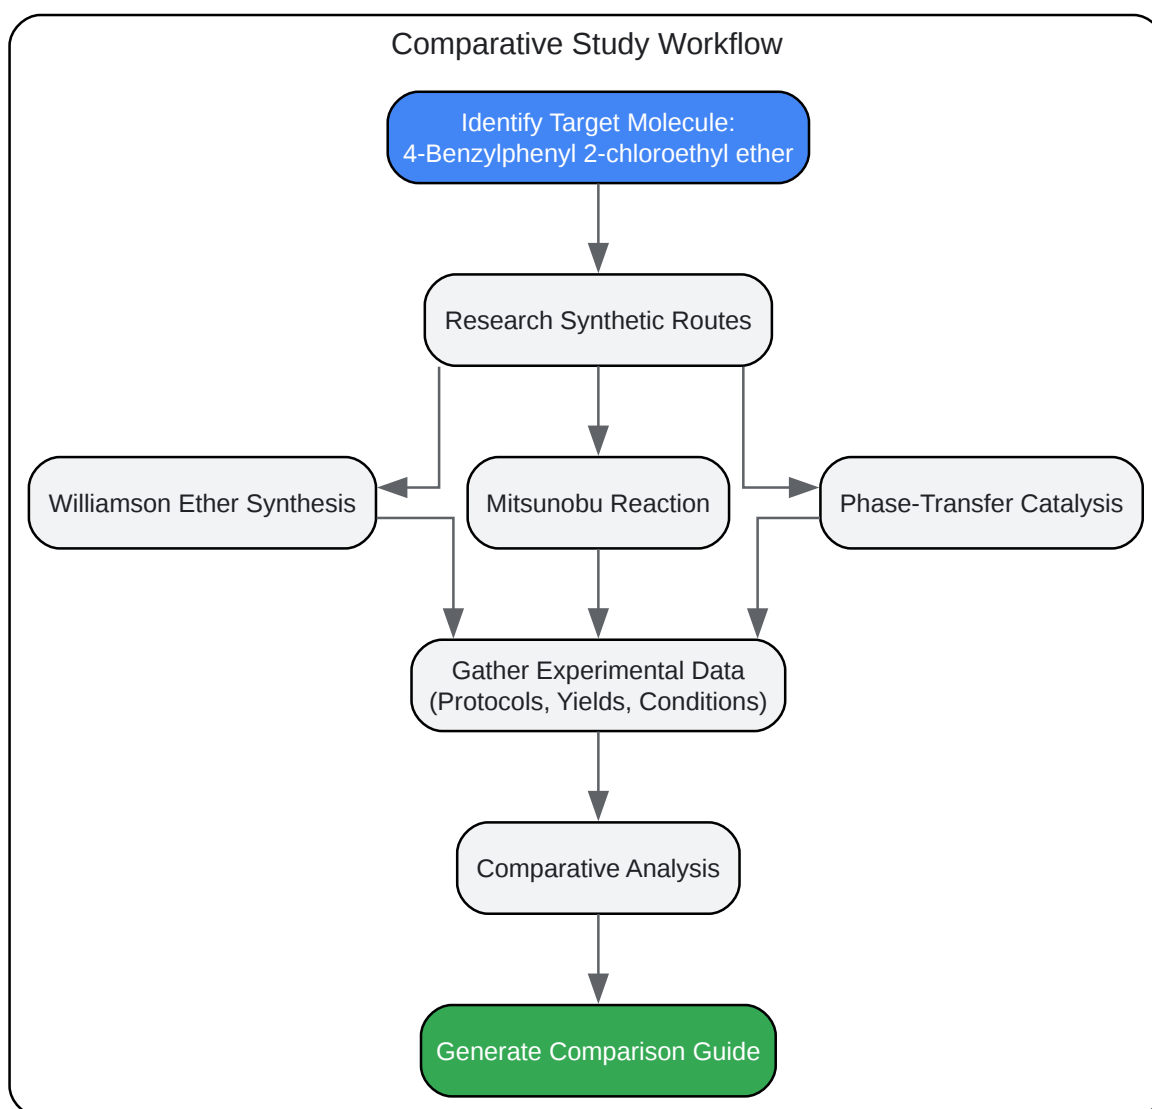 Comparative Study Workflow
Identify Target Molecule:
4-Benzylphenyl 2-chloroethyl ether
Research Synthetic Routes
Williamson Ether Synthesis
Mitsunobu Reaction
Phase-Transfer Catalysis
Gather Experimental Data
(Protocols, Yields, Conditions)
Comparative Analysis
Generate Comparison Guide